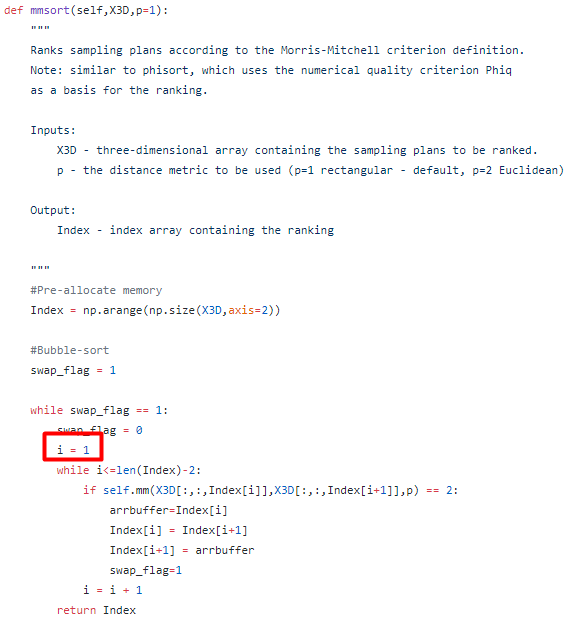 def mmsort(self,X3D,p=1):
"""
Ranks sampling plans according to the Morris-Mitchell criterion definition.
Note: similar to phisort, which uses the numerical quality criterion Phiq
as a basis for the ranking.
Inputs:
X3D - three-dimensional array containing the sampling plans to be ranked.
p - the distance metric to be used (p=1 rectangular - default, p=2 Euclidean)
Output:
Index - index array containing the ranking
"""
#Pre-allocate memory
Index = np.arange(np.size(X3D,axis=2))
#Bubble-sort
swap_flag = 1
while swap_flag == 1:
swap_flag = 0
i = 1
while i<=len(Index)-2:
if self.mm(X3D[:,:,Index[i]],X3D[:,:,Index[i+1]],p) == 2:
arrbuffer=Index[i]
Index[i] = Index[i+1]
Index[i+1] = arrbuffer
swap_flag=1
i = i + 1
return Index